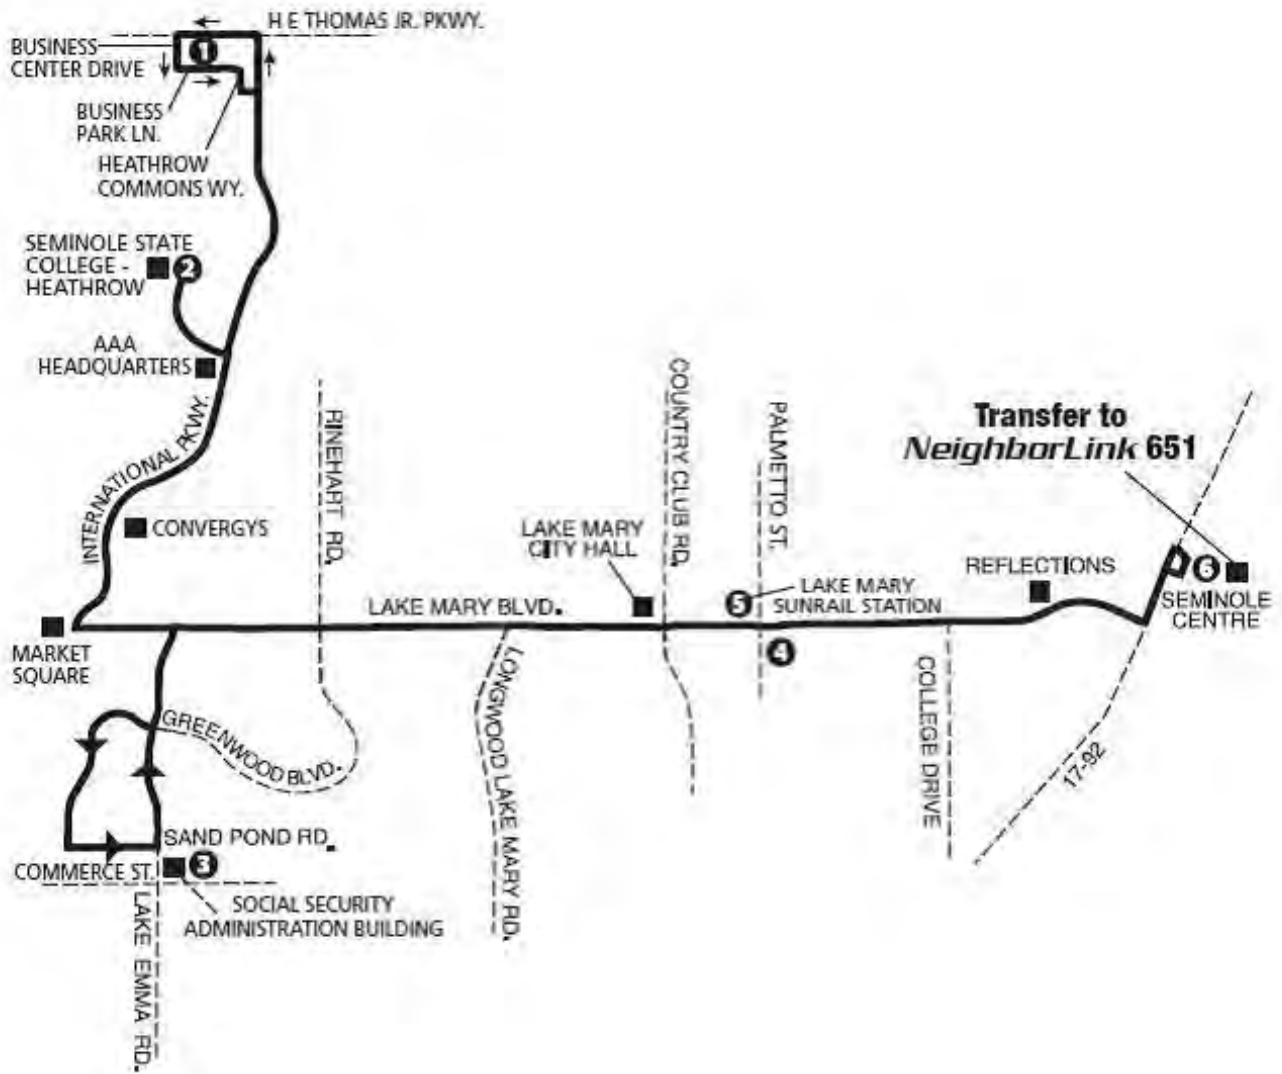 H E THOMAS JR. PKWY.
BUSINESS
CENTER DRIVE
1
BUSINESS
PARK LN.
HEATHROW
COMMONS WY.
SEMINOLE STATE
COLLEGE -
HEATHROW
2
AAA
HEADQUARTERS
INTERNATIONAL PKWY.
CONVERGYS
RINEHART RD.
COUNTRY CLUB RD.
PALMETTO ST.
Transfer to
NeighborLink 651
LAKE MARY
CITY HALL
REFLECTIONS
6
SEMINOLE
CENTRE
LAKE MARY BLVD.
5
LAKE MARY
SUNRAIL STATION
4
MARKET
SQUARE
GREENWOOD BLVD.
LONGWOOD LAKE MARY RD.
COLLEGE DRIVE
17-92
SAND POND RD.
COMMERCE ST.
3
SOCIAL SECURITY
ADMINISTRATION BUILDING
LAKE EMMA RD.